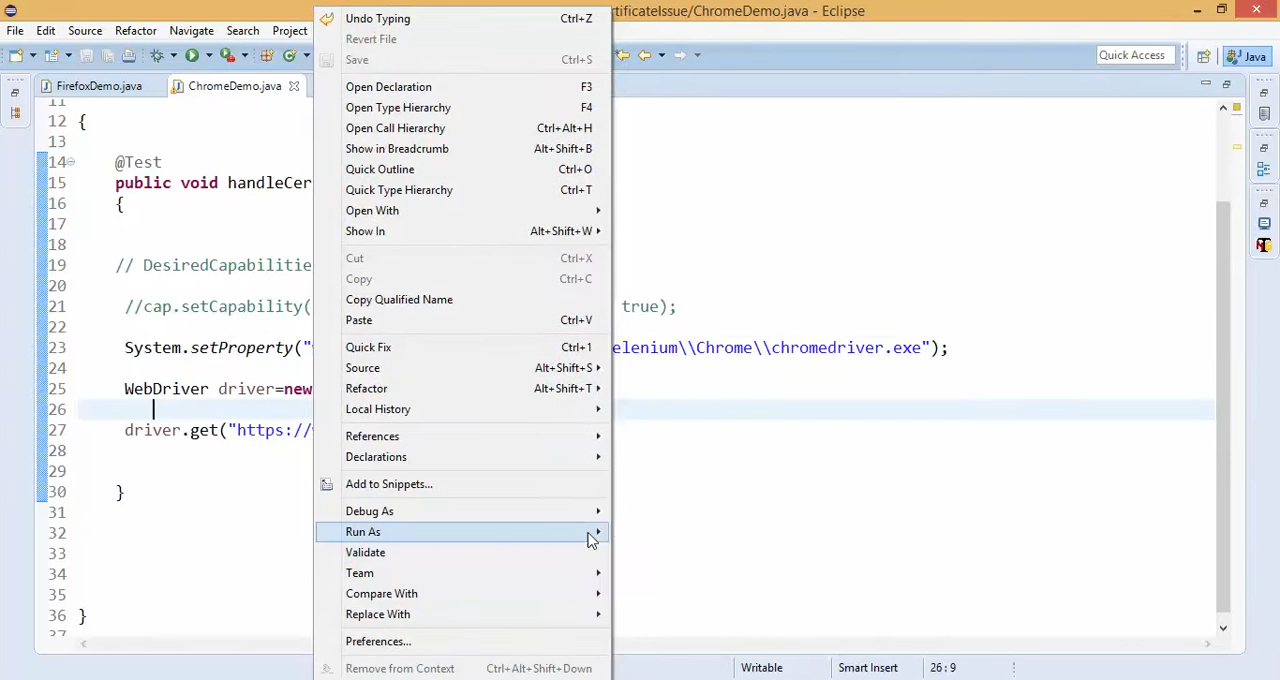 rtificateIssue/ChromeDemo.java - Eclipse
File Edit Source Refactor Navigate Search Project
Quick Access Java
FirefoxDemo.java ChromeDemo.java
11
12 {
13
14 @Test
15 public void handleCer
16 {
17
18
19 // DesiredCapabilitie
20
21 //cap.setCapability( true);
22
23 System.setProperty(" elenium\\Chrome\\chromedriver.exe");
24
25 WebDriver driver=new
26
27 driver.get("https://
28
29
30 }
31
32
33
34
35
36 }
37
Undo Typing Ctrl+Z
Revert File
Save Ctrl+S
Open Declaration F3
Open Type Hierarchy F4
Open Call Hierarchy Ctrl+Alt+H
Show in Breadcrumb Alt+Shift+B
Quick Outline Ctrl+O
Quick Type Hierarchy Ctrl+T
Open With
Show In Alt+Shift+W
Cut Ctrl+X
Copy Ctrl+C
Copy Qualified Name
Paste Ctrl+V
Quick Fix Ctrl+1
Source Alt+Shift+S
Refactor Alt+Shift+T
Local History
References
Declarations
Add to Snippets...
Debug As
Run As
Validate
Team
Compare With
Replace With
Preferences...
Remove from Context Ctrl+Alt+Shift+Down
Writable Smart Insert 26 : 9